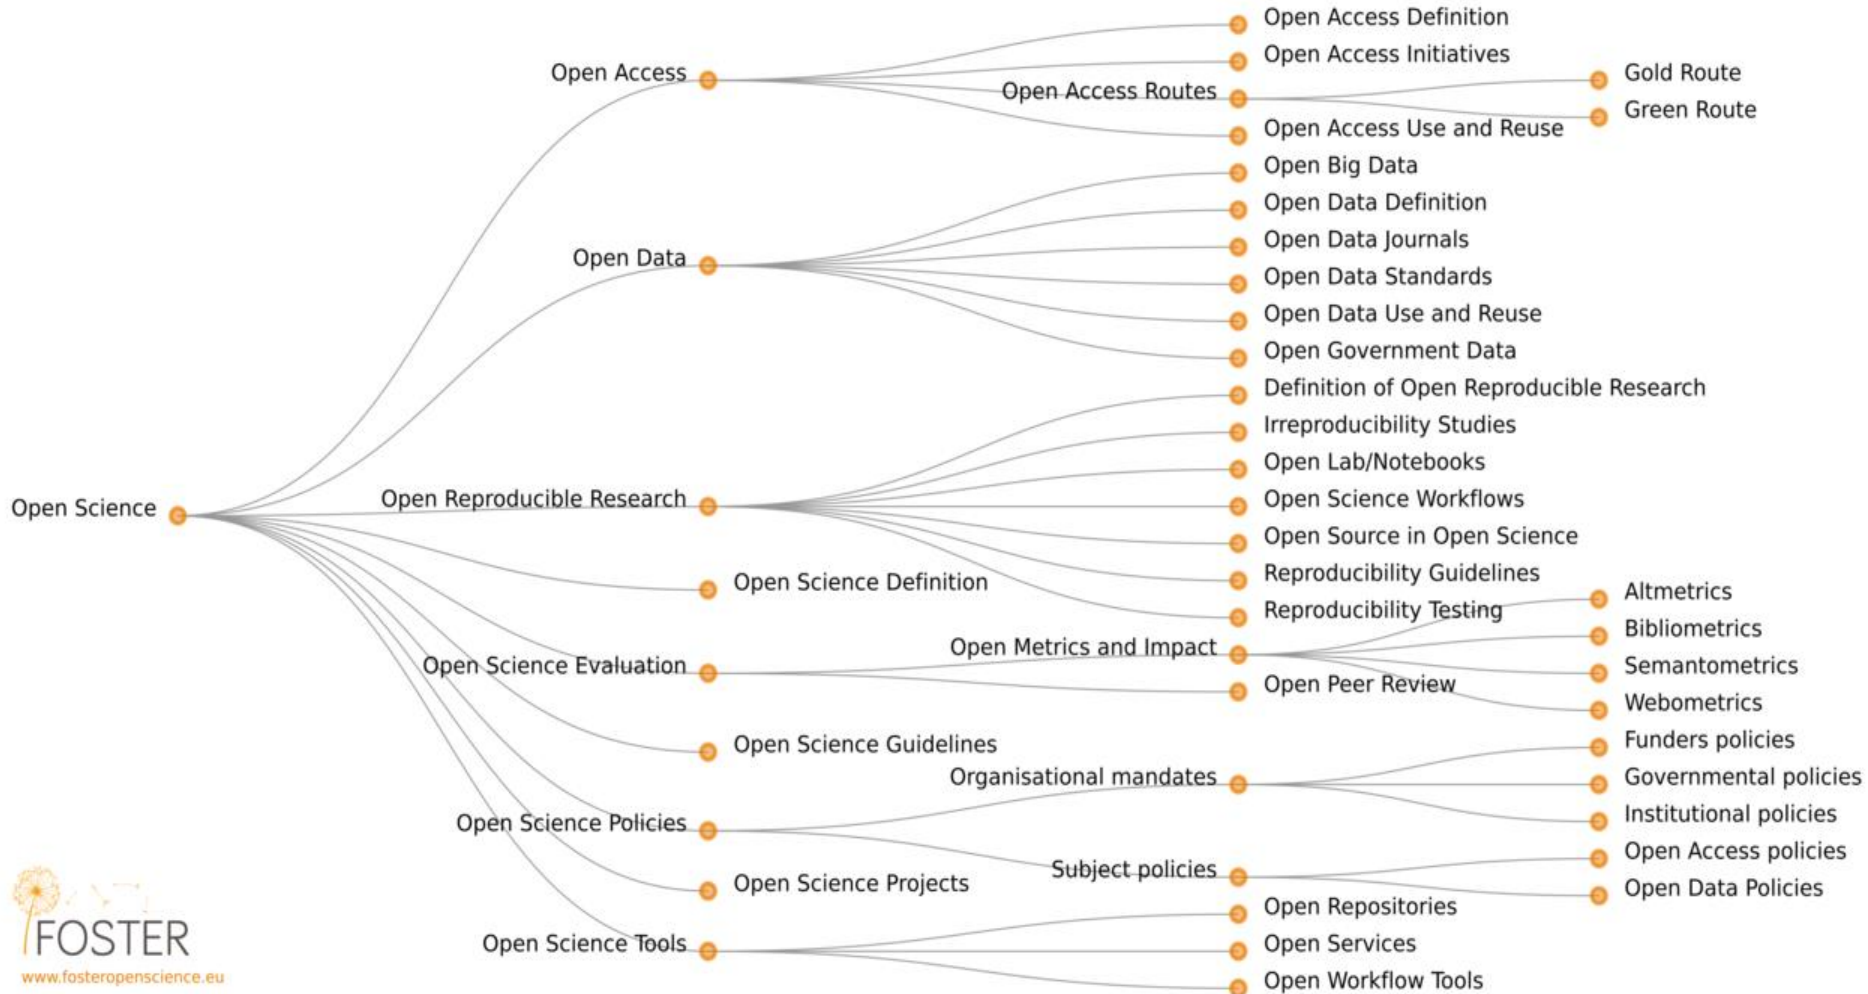 Open Science
Open Access
Open Access Definition
Open Access Initiatives
Open Access Routes
Gold Route
Green Route
Open Access Use and Reuse
Open Data
Open Big Data
Open Data Definition
Open Data Journals
Open Data Standards
Open Data Use and Reuse
Open Government Data
Open Reproducible Research
Definition of Open Reproducible Research
Irreproducibility Studies
Open Lab/Notebooks
Open Science Workflows
Open Source in Open Science
Reproducibility Guidelines
Reproducibility Testing
Open Science Definition
Open Science Evaluation
Open Metrics and Impact
Altmetrics
Bibliometrics
Semantometrics
Webometrics
Open Peer Review
Open Science Guidelines
Open Science Policies
Organisational mandates
Funders policies
Governmental policies
Institutional policies
Subject policies
Open Access policies
Open Data Policies
Open Science Projects
Open Science Tools
Open Repositories
Open Services
Open Workflow Tools
FOSTER
www.fosteropenscience.eu